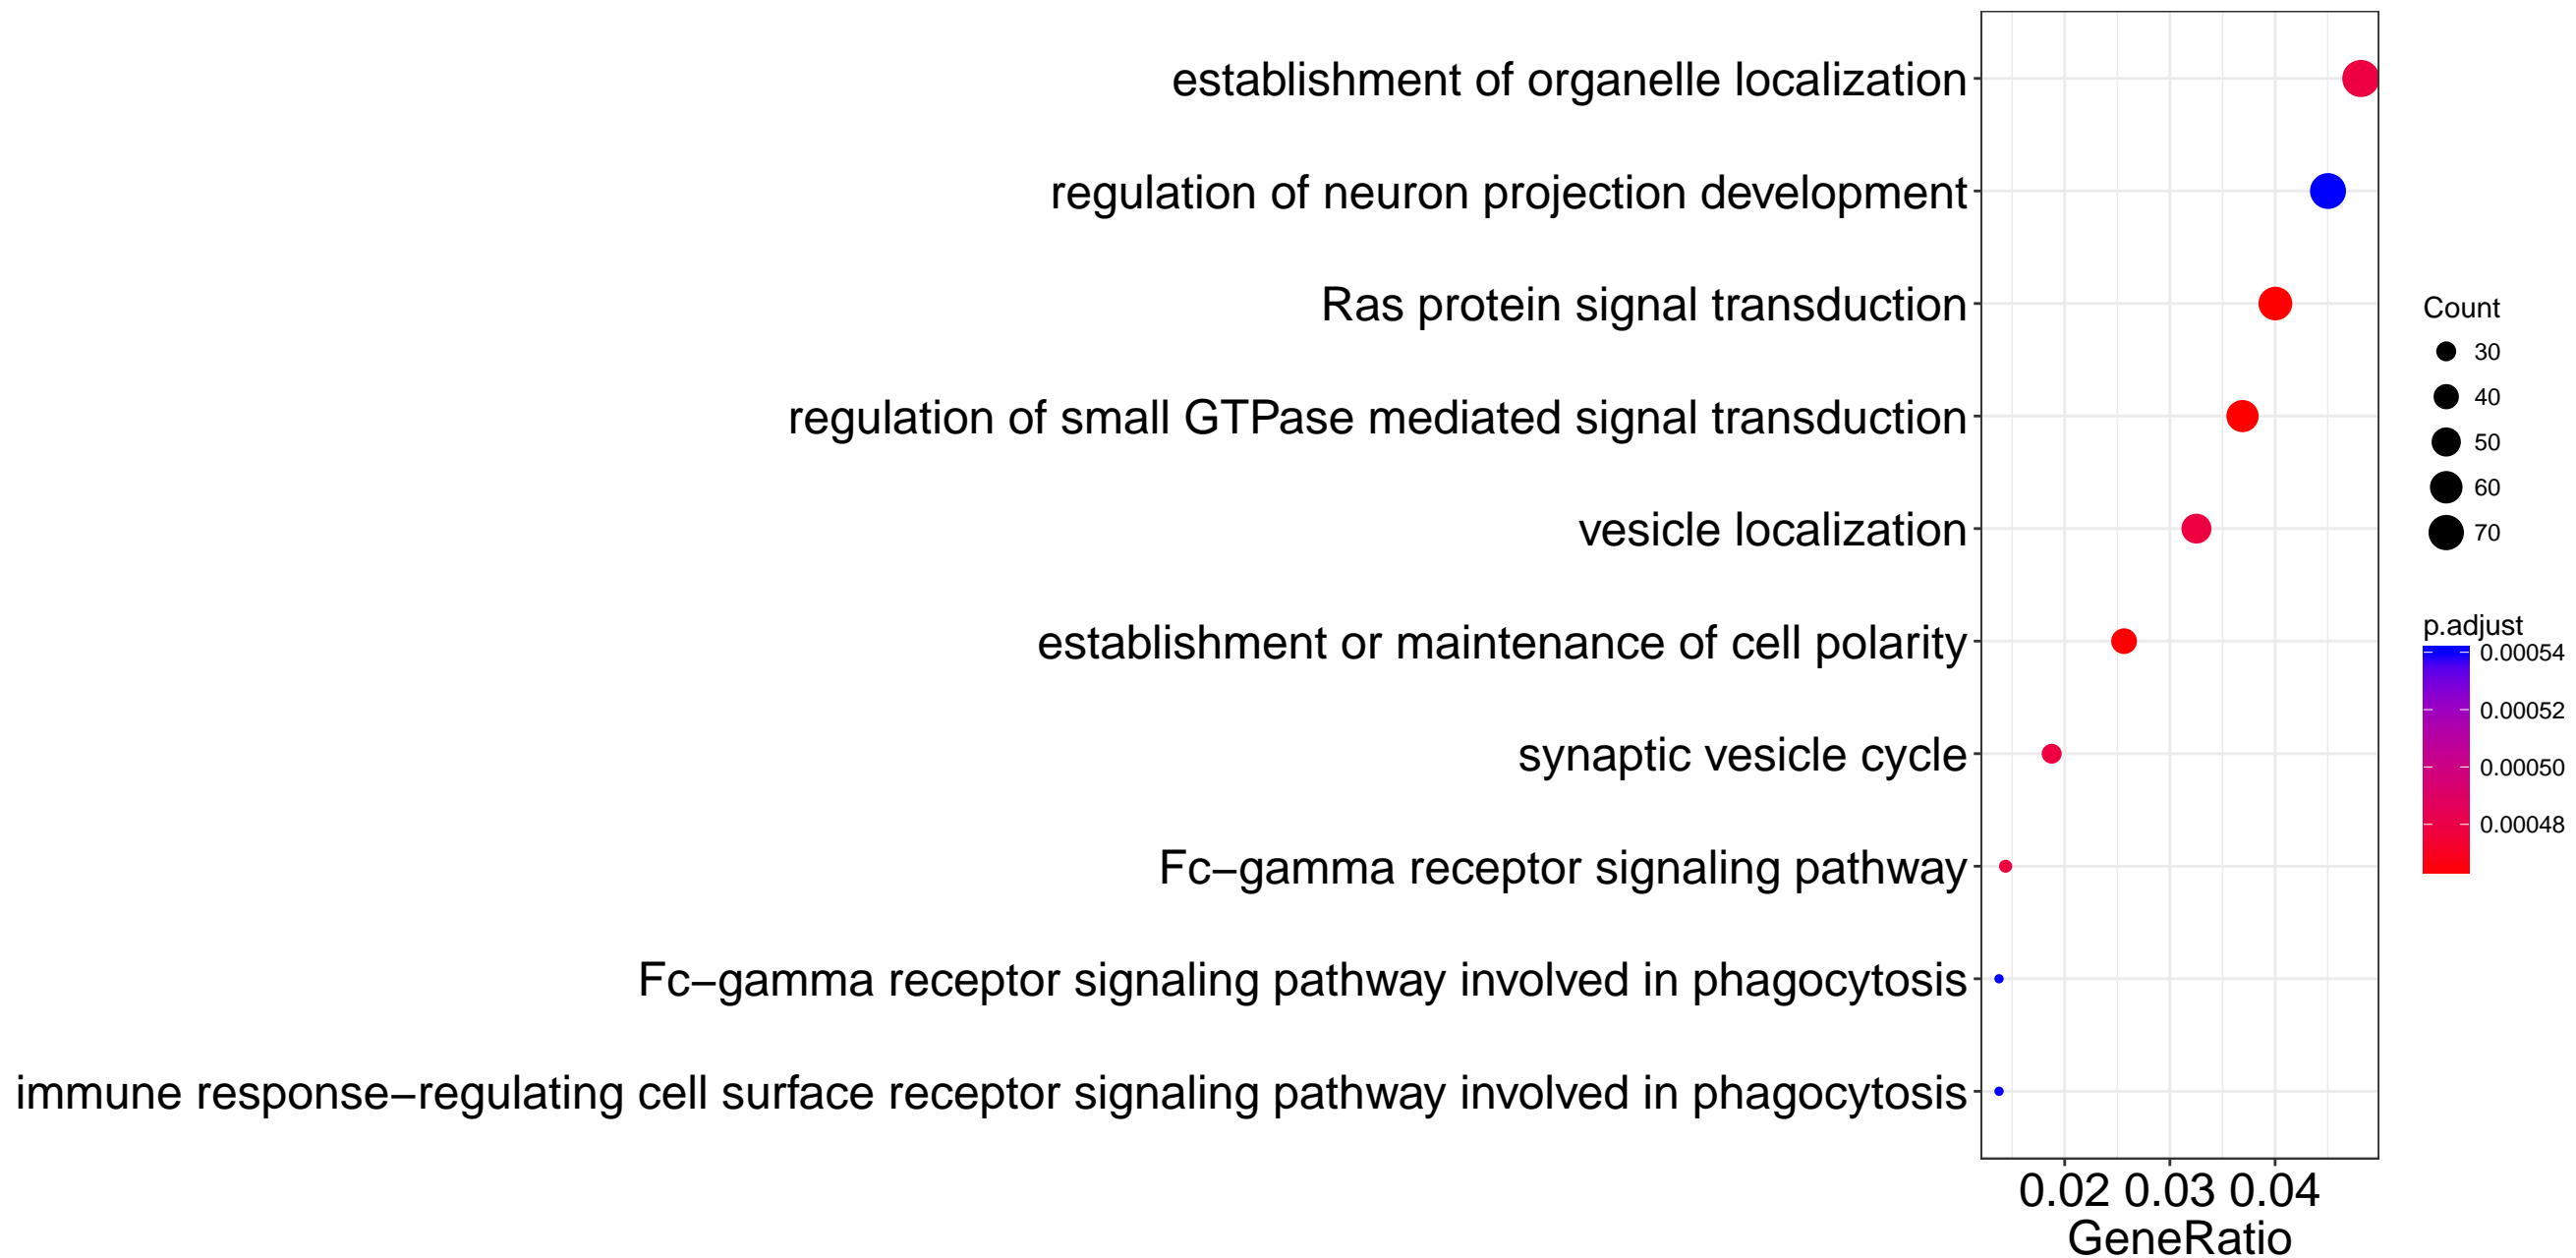 establishment of organelle localization
regulation of neuron projection development
Ras protein signal transduction
regulation of small GTPase mediated signal transduction
vesicle localization
establishment or maintenance of cell polarity
synaptic vesicle cycle
Fc−gamma receptor signaling pathway
Fc−gamma receptor signaling pathway involved in phagocytosis
immune response−regulating cell surface receptor signaling pathway involved in phagocytosis
0.02 0.03 0.04
GeneRatio
Count
30
40
50
60
70
p.adjust
0.00054
0.00052
0.00050
0.00048